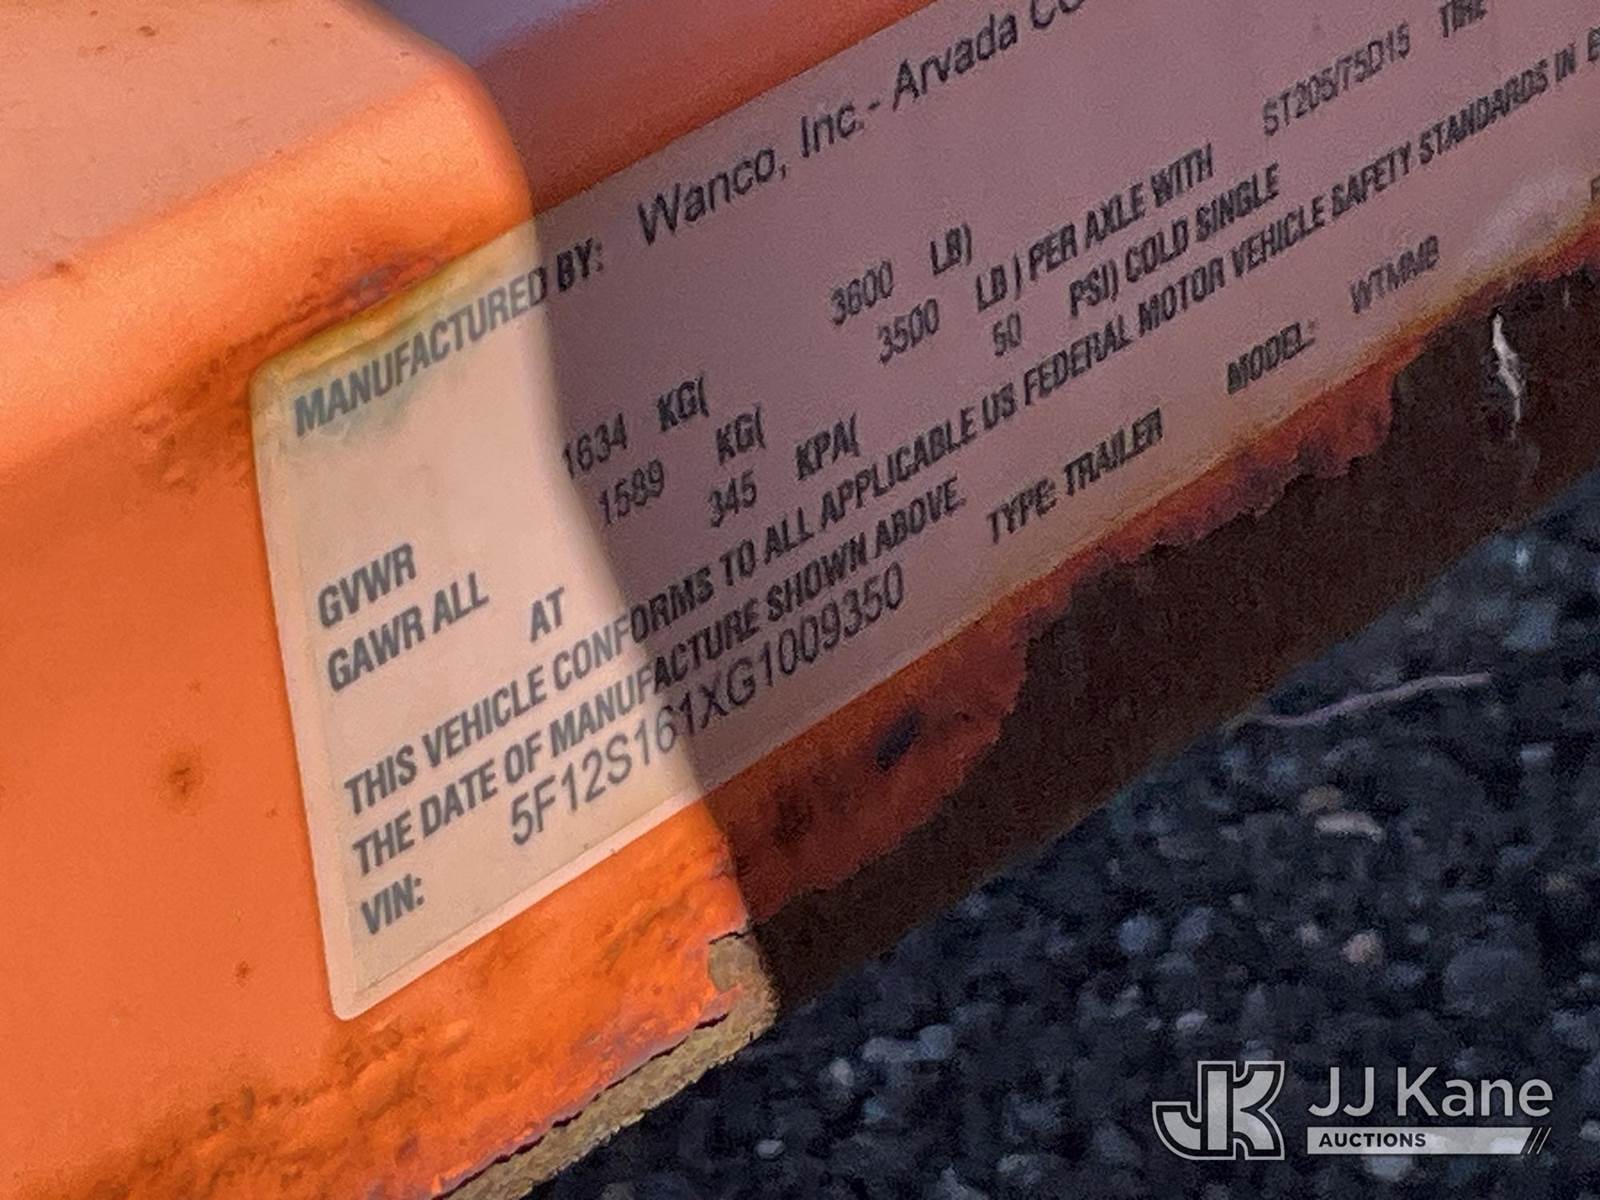 MANUFACTURED BY: Wanco, Inc. - Arvada CO
GVWR 1634 KG( 3600 LB)
GAWR ALL 1589 KG( 3500 LB ) PER AXLE WITH ST205/75D15 TIRE
AT 345 KPA( 50 PSI) COLD SINGLE
THIS VEHICLE CONFORMS TO ALL APPLICABLE US FEDERAL MOTOR VEHICLE SAFETY STANDARDS IN
THE DATE OF MANUFACTURE SHOWN ABOVE.
VIN: 5F12S161XG1009350 TYPE: TRAILER MODEL: WTMMB
JK JJ Kane
AUCTIONS